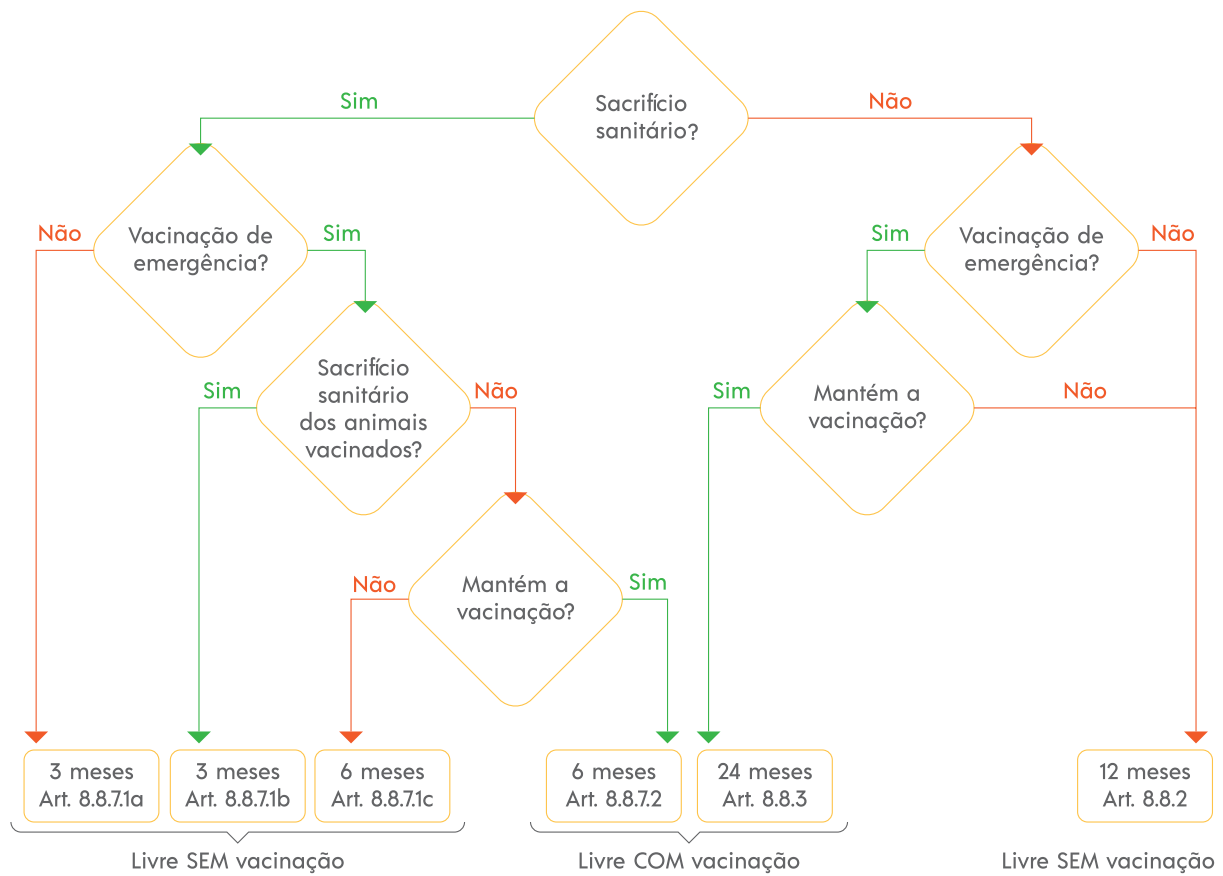 Sacrifício
sanitário?
Sim
Não
Vacinação de
emergência?
Não
Sim
Vacinação de
emergência?
Sim
Não
Sacrifício
sanitário
dos animais
vacinados?
Sim
Não
Mantém a
vacinação?
Sim
Não
Mantém a
vacinação?
Não
Sim
3 meses
Art. 8.8.7.1a
3 meses
Art. 8.8.7.1b
6 meses
Art. 8.8.7.1c
6 meses
Art. 8.8.7.2
24 meses
Art. 8.8.3
12 meses
Art. 8.8.2
Livre SEM vacinação
Livre COM vacinação
Livre SEM vacinação